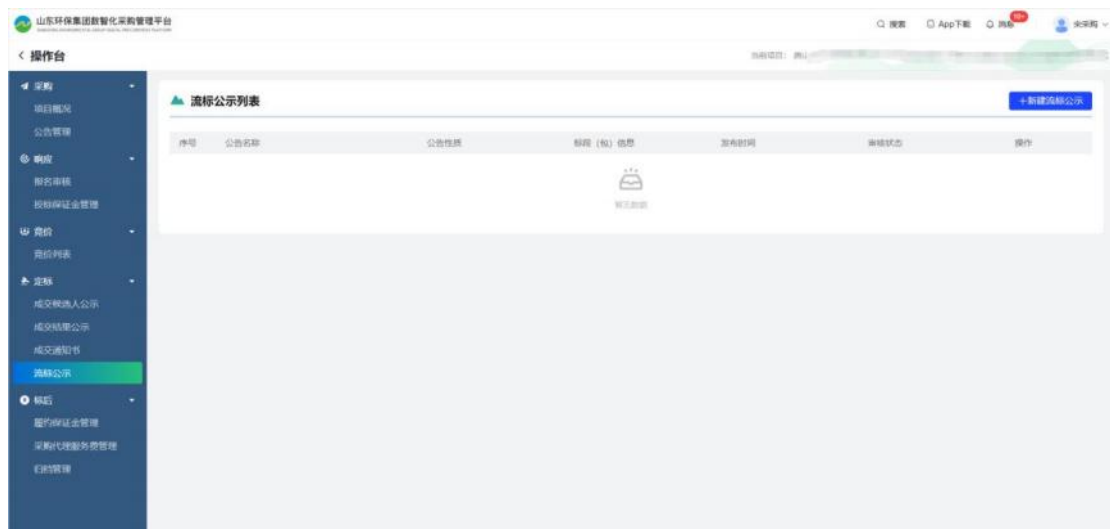 山东环保集团数智化采购管理平台
搜索 App下载 消息 10+
< 操作台
当前项目：
采购
项目概况
公告管理
响应
报名审核
投标保证金管理
竞价
竞价列表
定标
成交候选人公示
成交结果公示
成交通知书
流标公示
标后
履约保证金管理
采购代理服务费管理
归档管理
流标公示列表
+新建流标公示
序号 公告名称 公告性质 标段（包）信息 发布时间 审核状态 操作
暂无数据